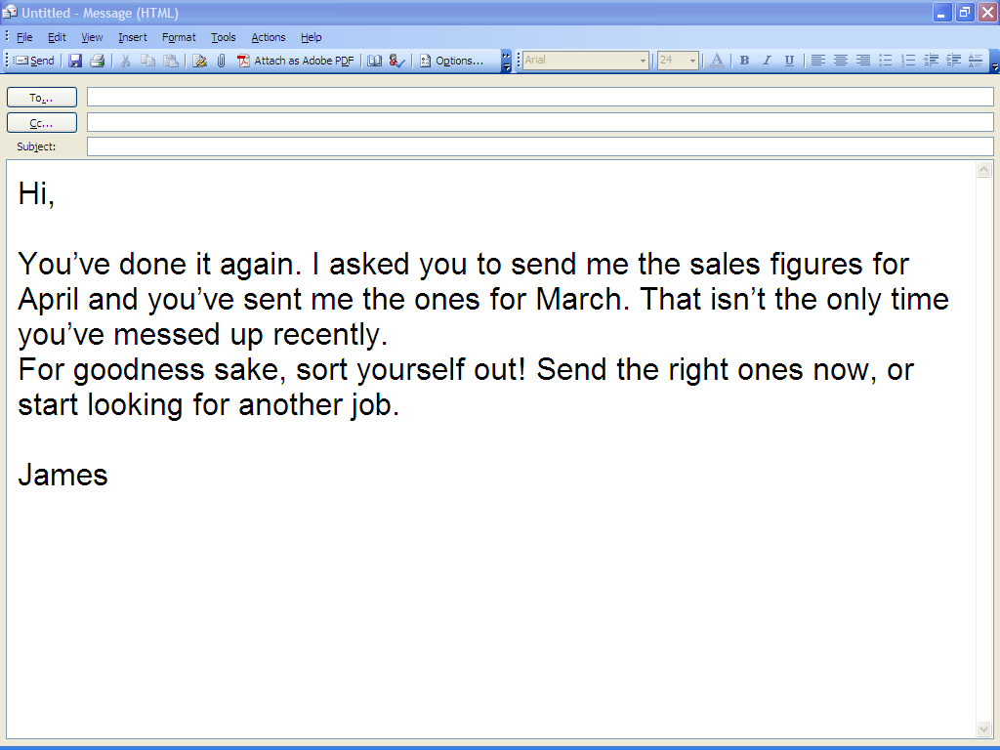 Untitled - Message (HTML)
File Edit View Insert Format Tools Actions Help
Send Attach as Adobe PDF Options... Arial 24 A B I U
To...
Cc...
Subject:
Hi,
You’ve done it again. I asked you to send me the sales figures for
April and you’ve sent me the ones for March. That isn’t the only time
you’ve messed up recently.
For goodness sake, sort yourself out! Send the right ones now, or
start looking for another job.
James